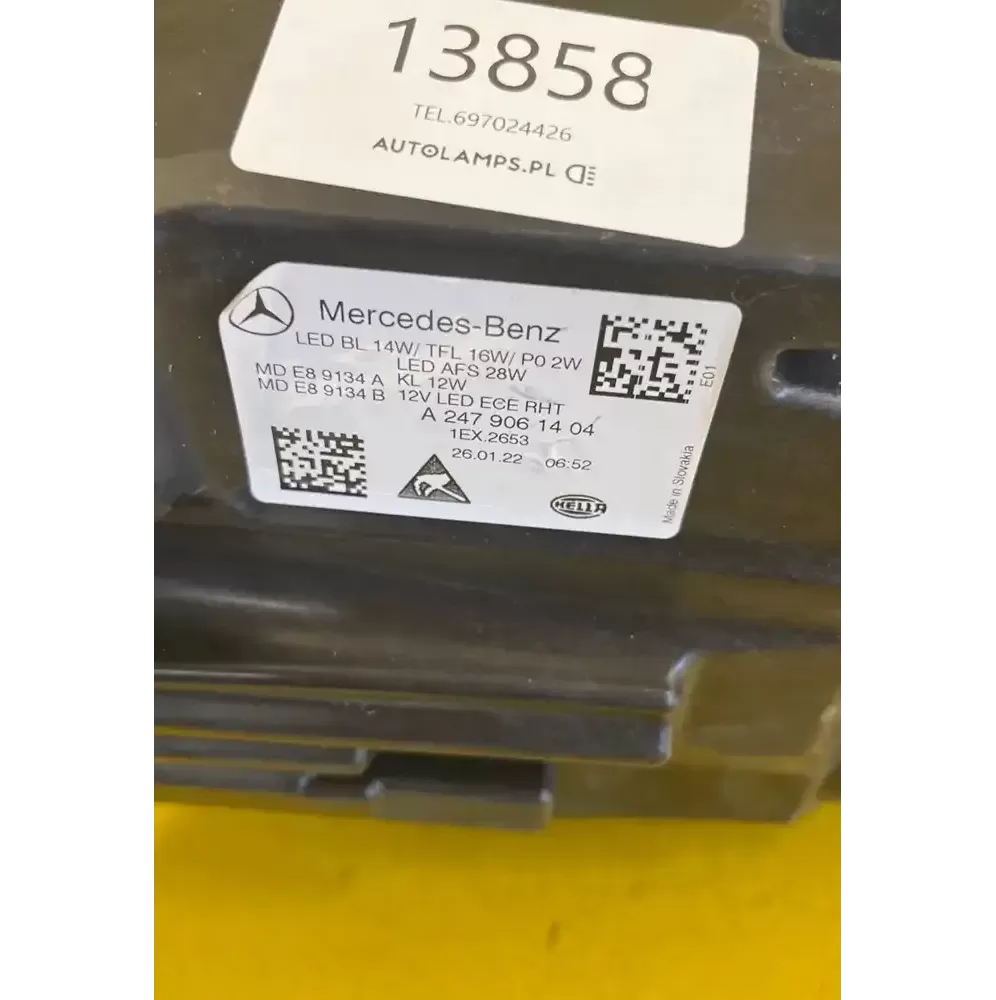 13858
TEL.697024426
AUTOLAMPS.PL
Mercedes-Benz
LED BL 14W/ TFL 16W/ P0 2W
LED AFS 28W
MD E8 9134 A KL 12W
MD E8 9134 B 12V LED ECE RHT
A 247 906 14 04
1EX.2653
26.01.22 06:52
HELLA
E01
Made in Slovakia